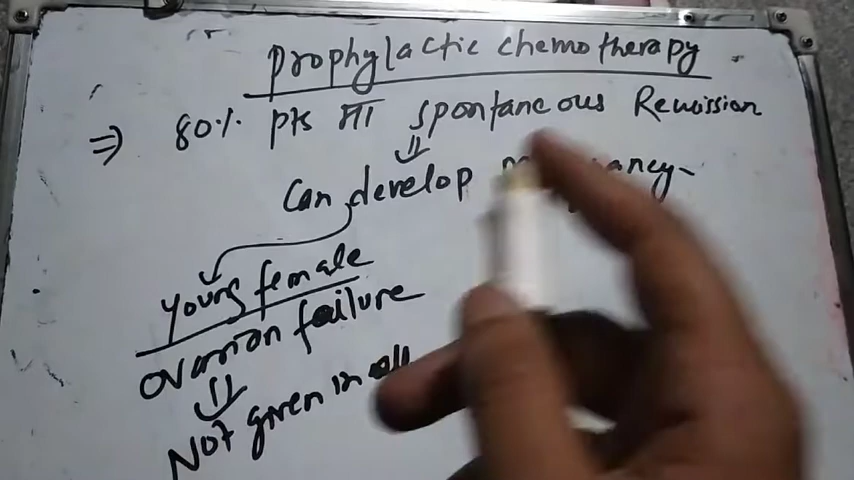 prophylactic chemotherapy
⇒ 80% pts मा spontaneous Remission
⇓
Can develop
young female
ovarian failure
⇓
Not given in all